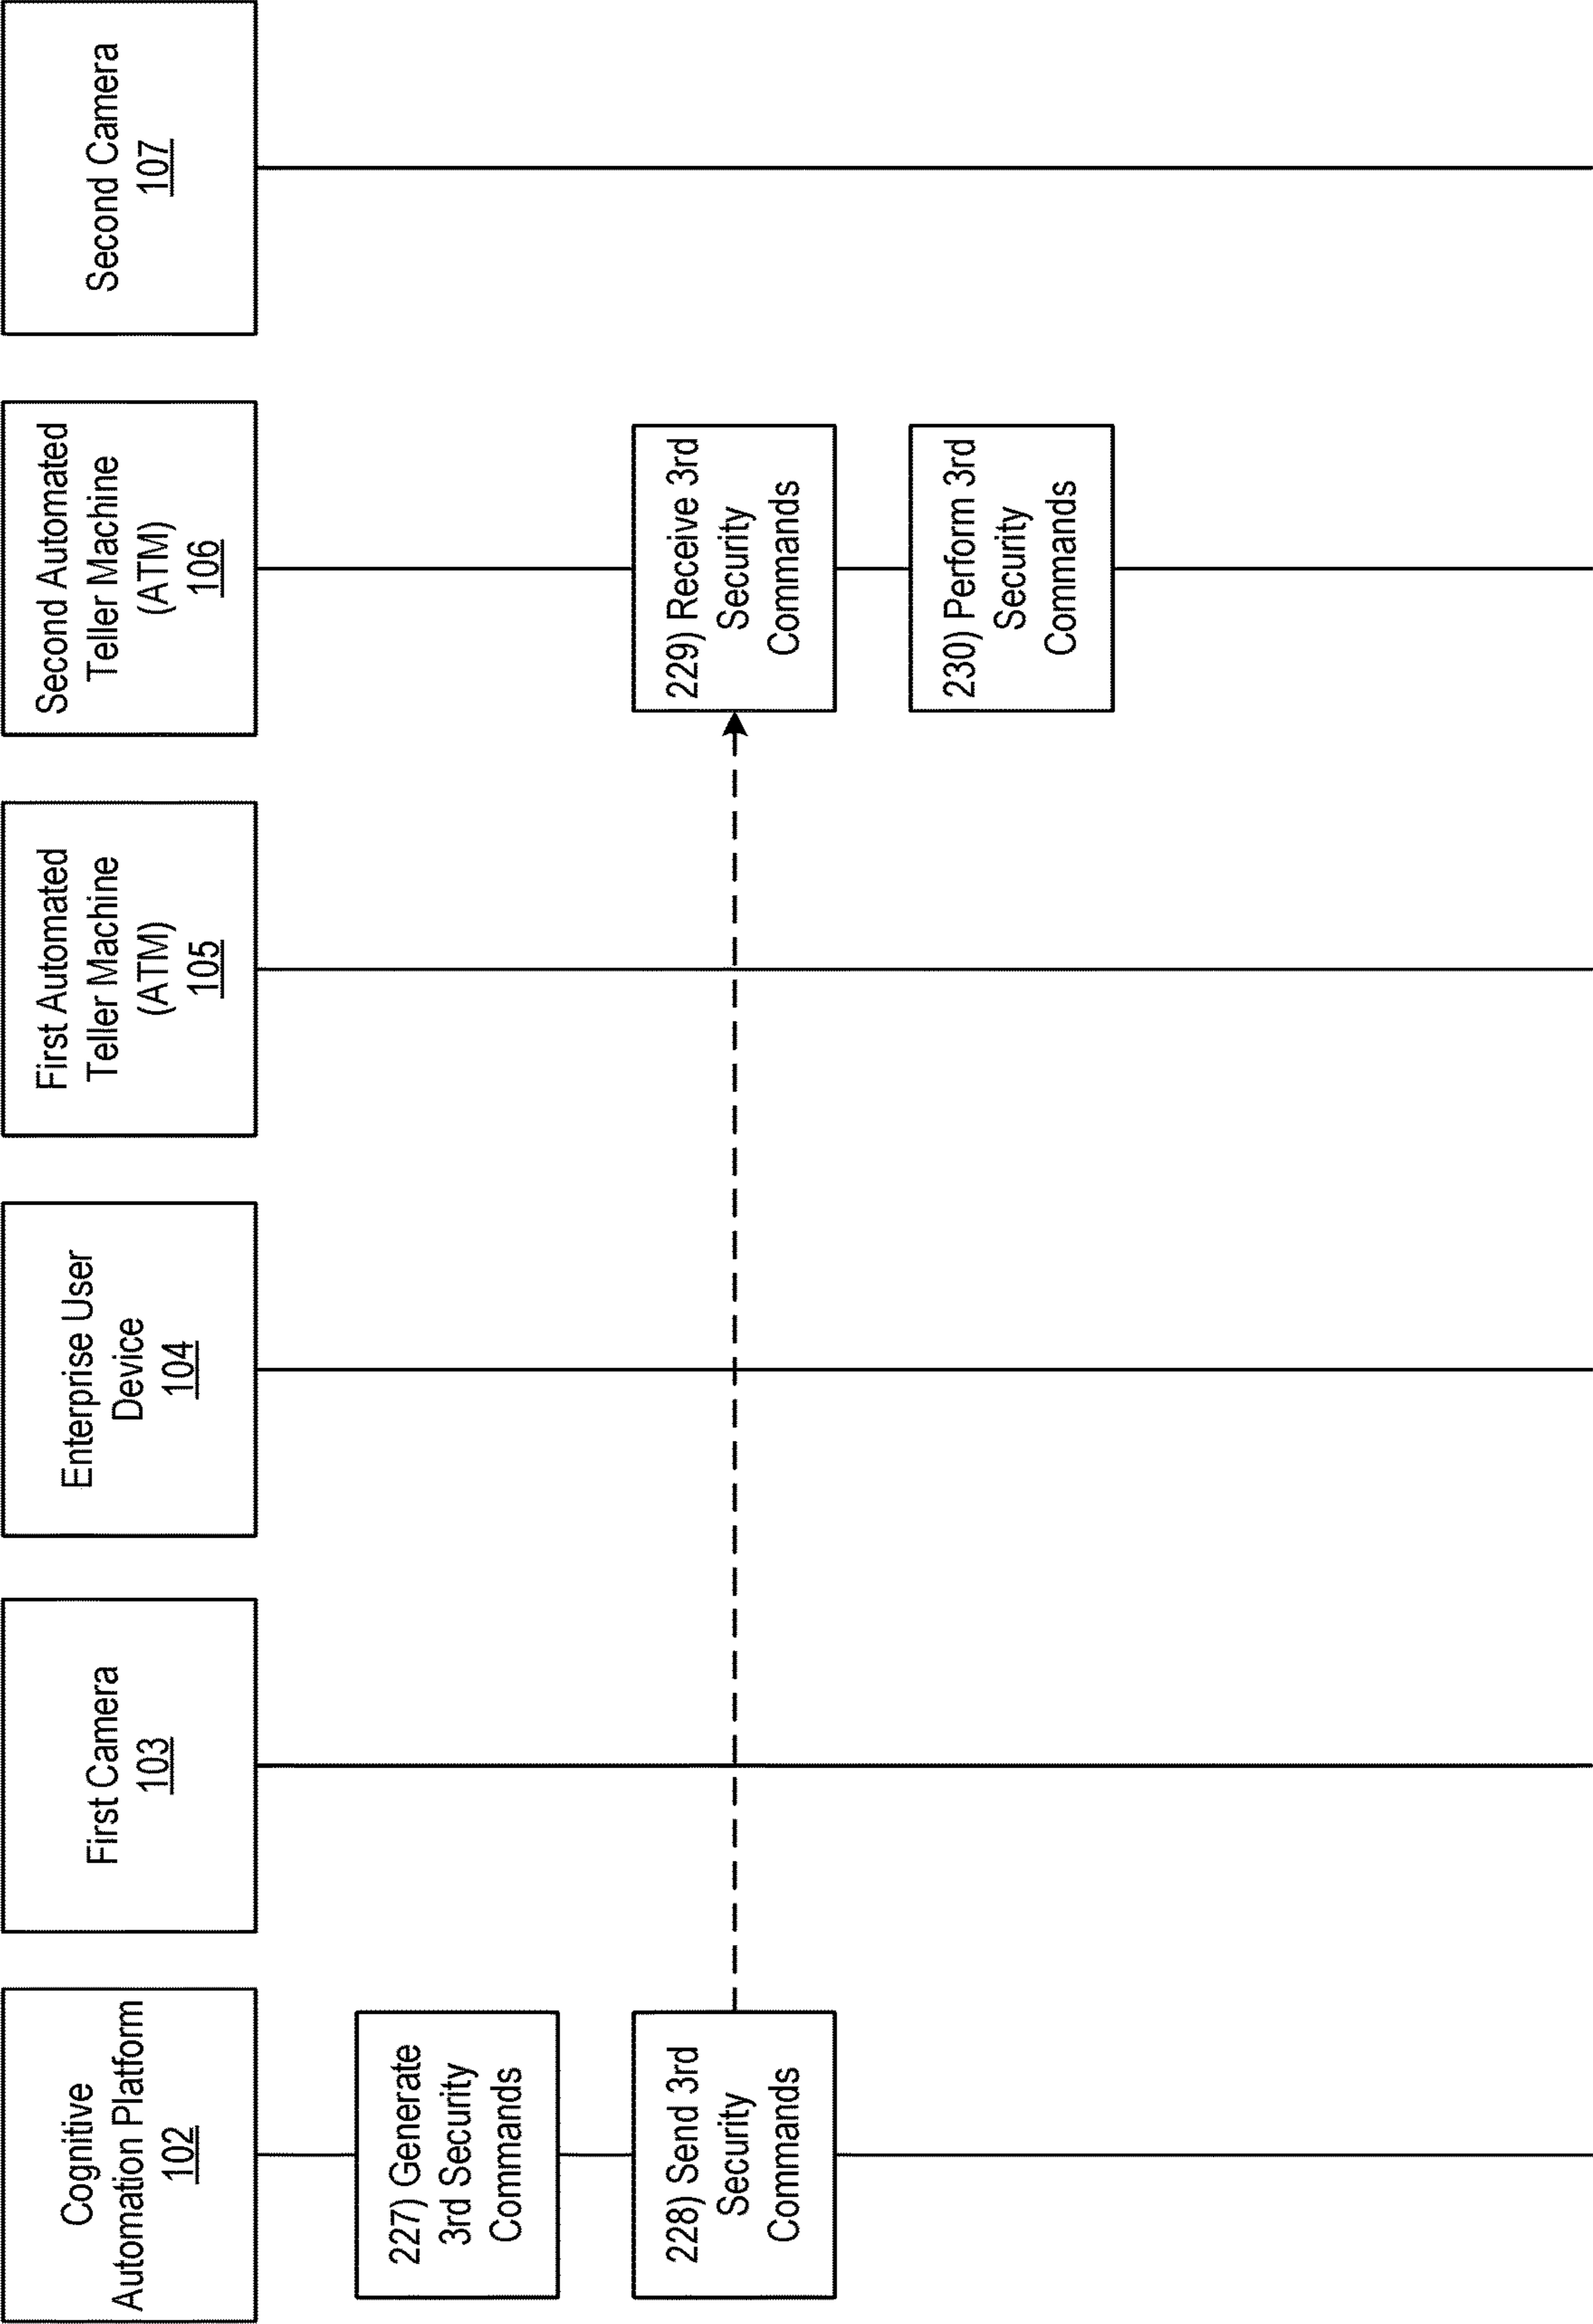 Cognitive
Automation Platform
102
First Camera
103
Enterprise User
Device
104
First Automated
Teller Machine
(ATM)
105
Second Automated
Teller Machine
(ATM)
106
Second Camera
107
227) Generate
3rd Security
Commands
228) Send 3rd
Security
Commands
229) Receive 3rd
Security
Commands
230) Perform 3rd
Security
Commands